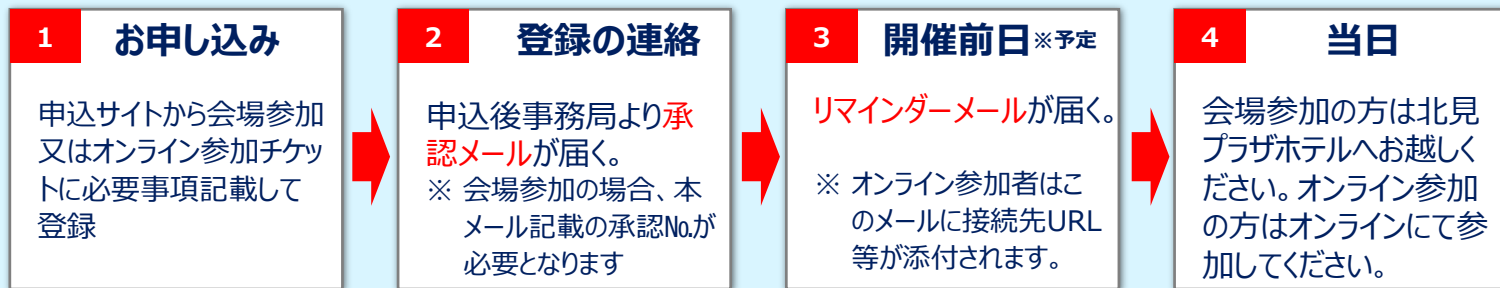 1 お申し込み
申込サイトから会場参加
又はオンライン参加チケッ
トに必要事項記載して
登録
2 登録の連絡
申込後事務局より承
認メールが届く。
※ 会場参加の場合、本
メール記載の承認№が
必要となります
3 開催前日※予定
リマインダーメールが届く。
※ オンライン参加者はこ
のメールに接続先URL
等が添付されます。
4 当日
会場参加の方は北見
プラザホテルへお越しく
ださい。オンライン参加
の方はオンラインにて参
加してください。